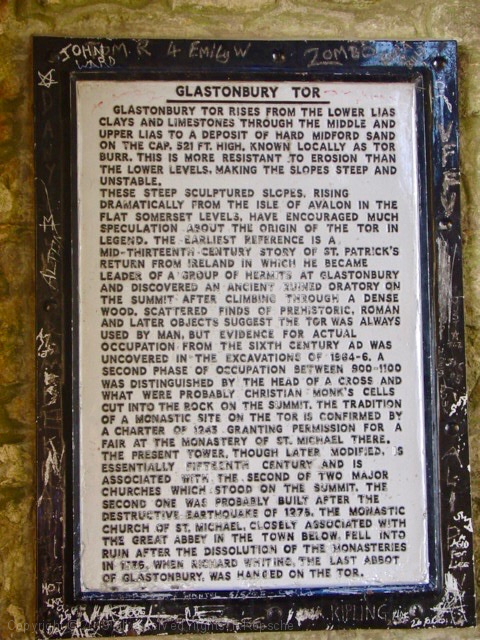 JOHN M. R 4 EMILY W ZOMB
WARD
GLASTONBURY TOR
GLASTONBURY TOR RISES FROM THE LOWER LIAS
CLAYS AND LIMESTONES THROUGH THE MIDDLE AND
UPPER LIAS TO A DEPOSIT OF HARD MIDFORD SAND
ON THE CAP, 521 FT. HIGH, KNOWN LOCALLY AS TOR
BURR. THIS IS MORE RESISTANT TO EROSION THAN
THE LOWER LEVELS, MAKING THE SLOPES STEEP AND
UNSTABLE.
THESE STEEP SCULPTURED SLOPES, RISING
DRAMATICALLY FROM THE ISLE OF AVALON IN THE
FLAT SOMERSET LEVELS, HAVE ENCOURAGED MUCH
SPECULATION ABOUT THE ORIGIN OF THE TOR IN
LEGEND. THE EARLIEST REFERENCE IS A
MID-THIRTEENTH-CENTURY STORY OF ST. PATRICK'S
RETURN FROM IRELAND IN WHICH HE BECAME
LEADER OF A GROUP OF HERMITS AT GLASTONBURY
AND DISCOVERED AN ANCIENT RUINED ORATORY ON
THE SUMMIT AFTER CLIMBING THROUGH A DENSE
WOOD. SCATTERED FINDS OF PREHISTORIC, ROMAN
AND LATER OBJECTS SUGGEST THE TOR WAS ALWAYS
USED BY MAN, BUT EVIDENCE FOR ACTUAL
OCCUPATION FROM THE SIXTH CENTURY AD WAS
UNCOVERED IN THE EXCAVATIONS OF 1964-6. A
SECOND PHASE OF OCCUPATION BETWEEN 900-1100
WAS DISTINGUISHED BY THE HEAD OF A CROSS AND
WHAT WERE PROBABLY CHRISTIAN MONK'S CELLS
CUT INTO THE ROCK ON THE SUMMIT. THE TRADITION
OF A MONASTIC SITE ON THE TOR IS CONFIRMED BY
A CHARTER OF 1243 GRANTING PERMISSION FOR A
FAIR AT THE MONASTERY OF ST. MICHAEL THERE.
THE PRESENT TOWER, THOUGH LATER MODIFIED, IS
ESSENTIALLY FIFTEENTH CENTURY AND IS
ASSOCIATED WITH THE SECOND OF TWO MAJOR
CHURCHES WHICH STOOD ON THE SUMMIT. THE
SECOND ONE WAS PROBABLY BUILT AFTER THE
DESTRUCTIVE EARTHQUAKE OF 1275. THE MONASTIC
CHURCH OF ST. MICHAEL, CLOSELY ASSOCIATED WITH
THE GREAT ABBEY IN THE TOWN BELOW, FELL INTO
RUIN AFTER THE DISSOLUTION OF THE MONASTERIES
IN WHEN RICHARD WHITING, THE LAST ABBOT
OF GLASTONBURY, WAS HANGED ON THE TOR.
KIPLING